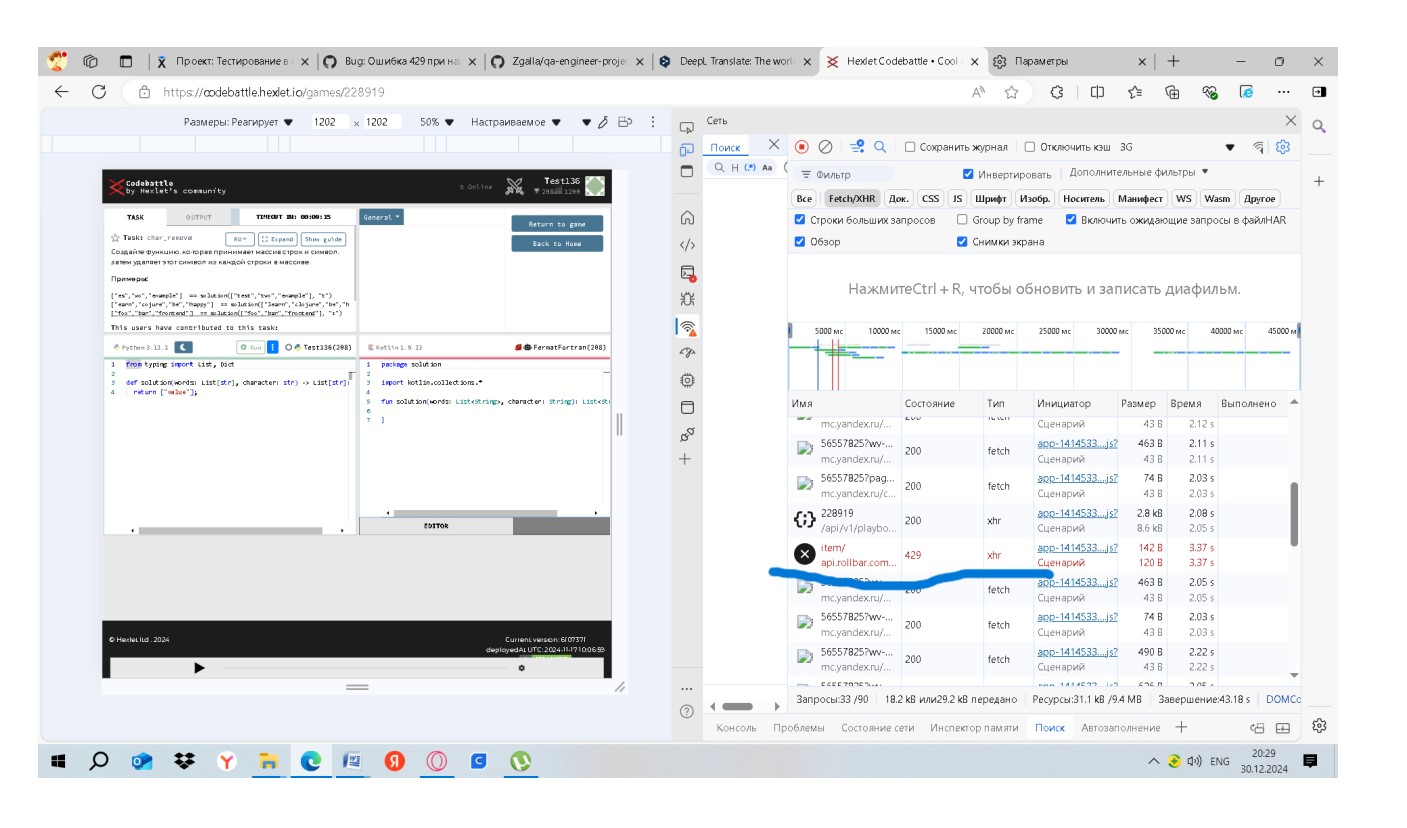 Проект: Тестирование в
Bug: Ошибка 429 при на
Zgalla/qa-engineer-projec
DeepL Translate: The worl
Hexlet Codebattle • Cool
Параметры
https://codebattle.hexlet.io/games/228919
Размеры: Реагирует
1202 x 1202
50%
Настраиваемое
Codebattle
by Hexlet's community
5 Online
Test136
TASK
OUTPUT
TIMEOUT IN: 00:09:15
Task: char_remove
RU
Expand
Show guide
Создайте функцию, которая принимает массив строк и символ,
затем удаляет этот символ из каждой строки в массиве.
Примеры:
["es","wo","example"] == solution(["test","two","example"], "t")
["earn","cojure","be","happy"] == solution(["learn","clojure","be","h
["foo","bar","frontend"] == solution(["foo","bar","frontend"], "z")
This users have contributed to this task:
General
Return to game
Back to Home
Python 3.12.2
Run
Test136(208)
1 from typing import List, Dict
2
3 def solution(words: List[str], character: str) -> List[str]:
4 return ["value"];
Kotlin 1.9.23
FermatFortran(208)
1 package solution
2
3 import kotlin.collections.*
4
5 fun solution(words: List<String>, character: String): List<St
6
7 }
EDITOR
© Hexlet ltd., 2024
Current version: 6f0737f
deployedAt UTC: 2024-11-17 10:06:59
Сеть
Поиск
Н (.*) Aa
Сохранить журнал
Отключить кэш
3G
Фильтр
Инвертировать
Дополнительные фильтры
Все Fetch/XHR Док. CSS JS Шрифт Изобр. Носитель Манифест WS Wasm Другое
Строки больших запросов
Group by frame
Включить ожидающие запросы в файлHAR
Обзор
Снимки экрана
НажмитеCtrl + R, чтобы обновить и записать диафильм.
5000 мс 10000 мс 15000 мс 20000 мс 25000 мс 30000 мс 35000 мс 40000 мс 45000 м
Имя Состояние Тип Инициатор Размер Время Выполнено
mc.yandex.ru/... 200 fetch Сценарий 43 B 2.12 s
56557825?wv-... 200 fetch app-1414533....js? 463 B 2.11 s
mc.yandex.ru/... Сценарий 43 B 2.11 s
56557825?pag... 200 fetch app-1414533....js? 74 B 2.03 s
mc.yandex.ru/c... Сценарий 43 B 2.03 s
228919 200 xhr app-1414533....js? 2.8 kB 2.08 s
/api/v1/playbo... Сценарий 8.6 kB 2.05 s
item/ 429 xhr app-1414533....js? 142 B 3.37 s
api.rollbar.com... Сценарий 120 B 3.37 s
56557825?wv-... 200 fetch app-1414533....js? 463 B 2.05 s
mc.yandex.ru/... Сценарий 43 B 2.05 s
56557825?wv-... 200 fetch app-1414533....js? 74 B 2.03 s
mc.yandex.ru/... Сценарий 43 B 2.03 s
56557825?wv-... 200 fetch app-1414533....js? 490 B 2.22 s
mc.yandex.ru/... Сценарий 43 B 2.22 s
Запросы:33 /90 18.2 kB или29.2 kB передано Ресурсы:31.1 kB /9.4 MB Завершение:43.18 s DOMCo
Консоль Проблемы Состояние сети Инспектор памяти Поиск Автозаполнение
ENG
20:29
30.12.2024